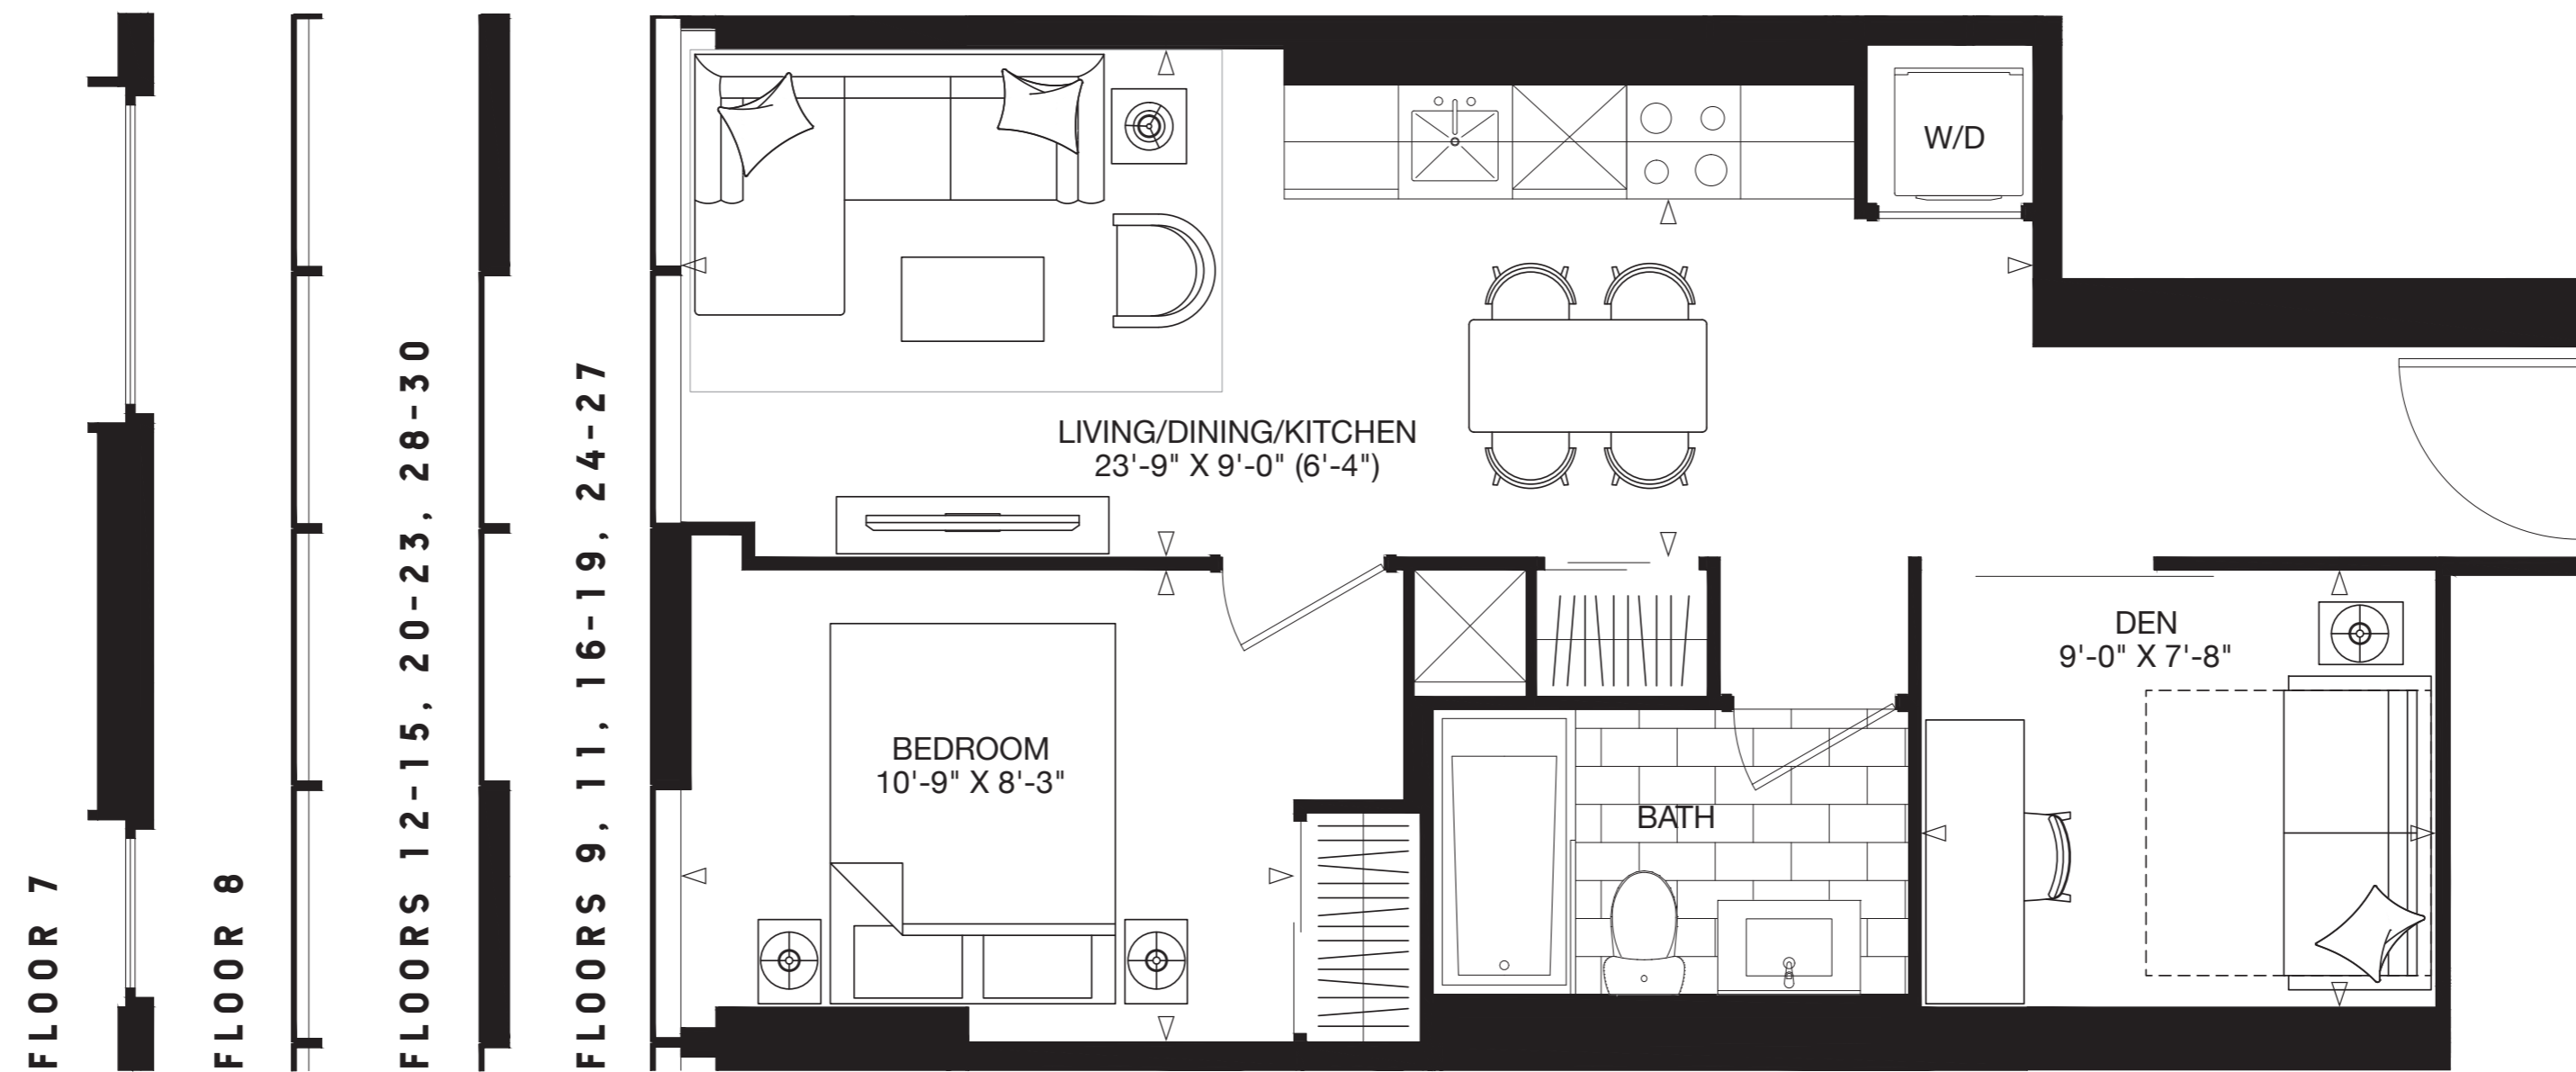 FLOOR 7
FLOOR 8
FLOORS 12-15, 20-23, 28-30
FLOORS 9, 11, 16-19, 24-27
W/D
LIVING/DINING/KITCHEN
23'-9" X 9'-0" (6'-4")
DEN
9'-0" X 7'-8"
BEDROOM
10'-9" X 8'-3"
BATH